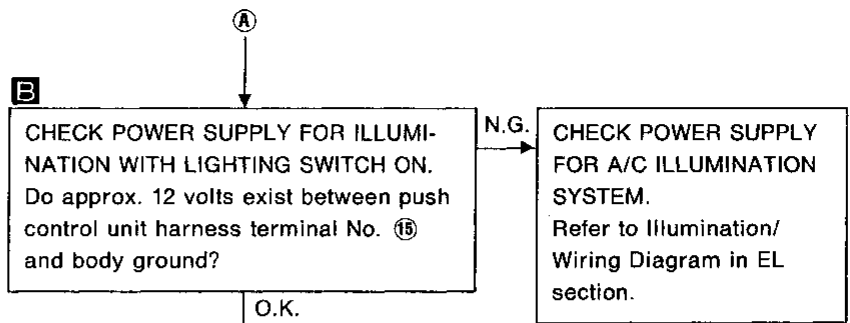 Ⓐ
B
CHECK POWER SUPPLY FOR ILLUMI-
NATION WITH LIGHTING SWITCH ON.
Do approx. 12 volts exist between push
control unit harness terminal No. ⑮
and body ground?
N.G.
CHECK POWER SUPPLY
FOR A/C ILLUMINATION
SYSTEM.
Refer to Illumination/
Wiring Diagram in EL
section.
O.K.